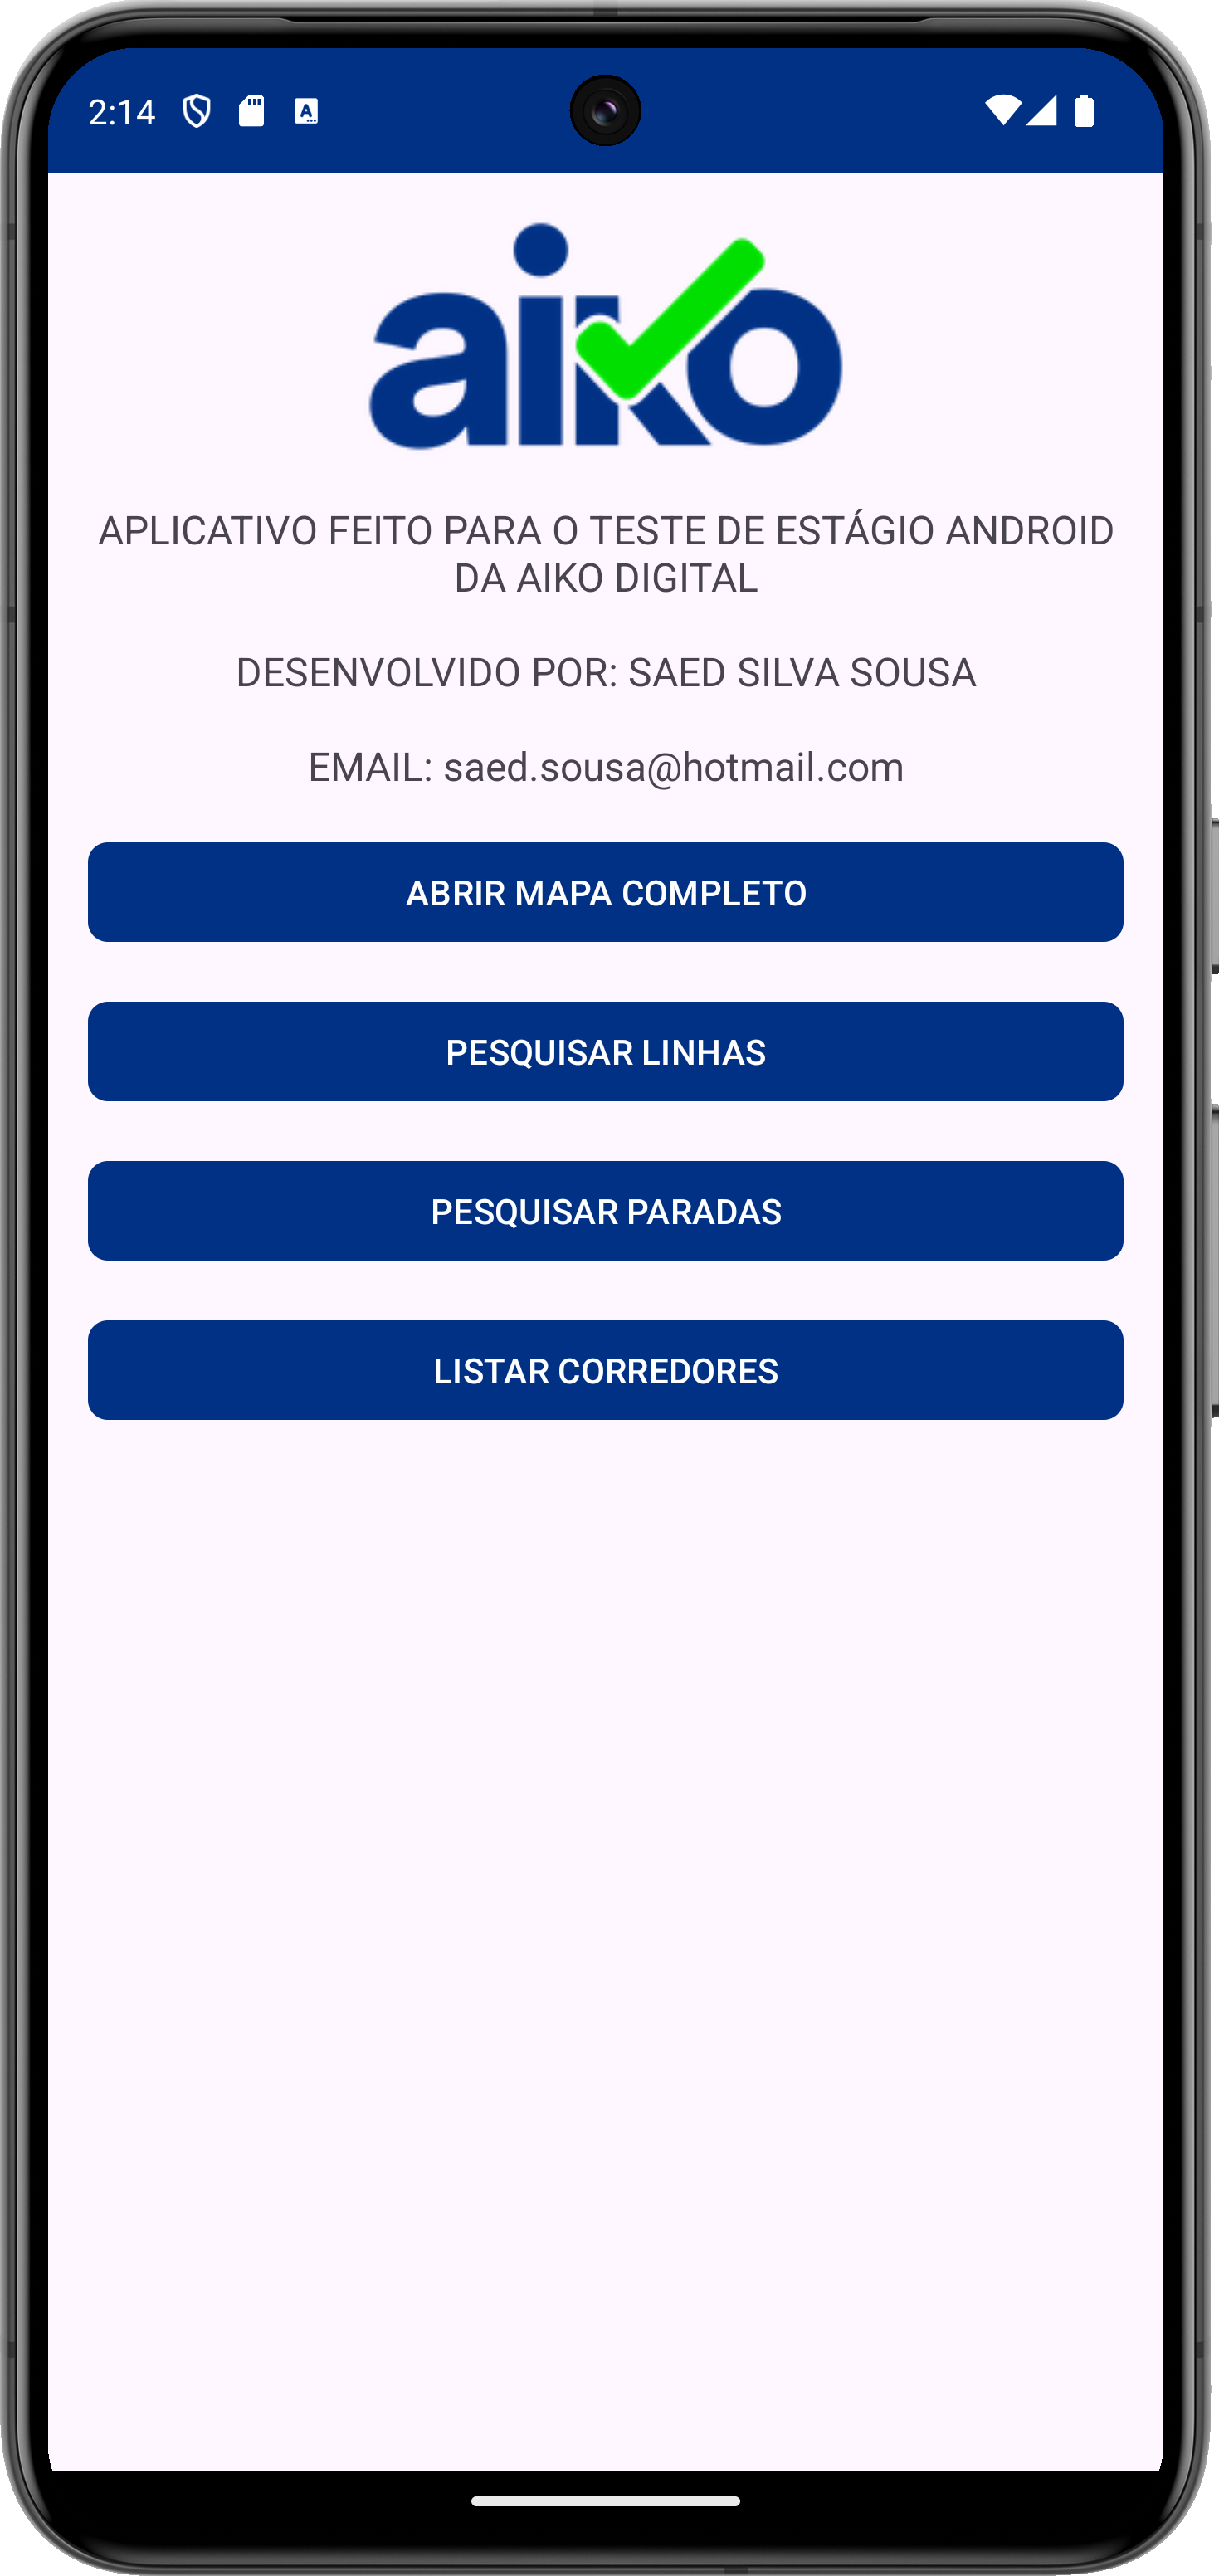 2:14
aiko
APLICATIVO FEITO PARA O TESTE DE ESTÁGIO ANDROID
DA AIKO DIGITAL
DESENVOLVIDO POR: SAED SILVA SOUSA
EMAIL: saed.sousa@hotmail.com
ABRIR MAPA COMPLETO
PESQUISAR LINHAS
PESQUISAR PARADAS
LISTAR CORREDORES